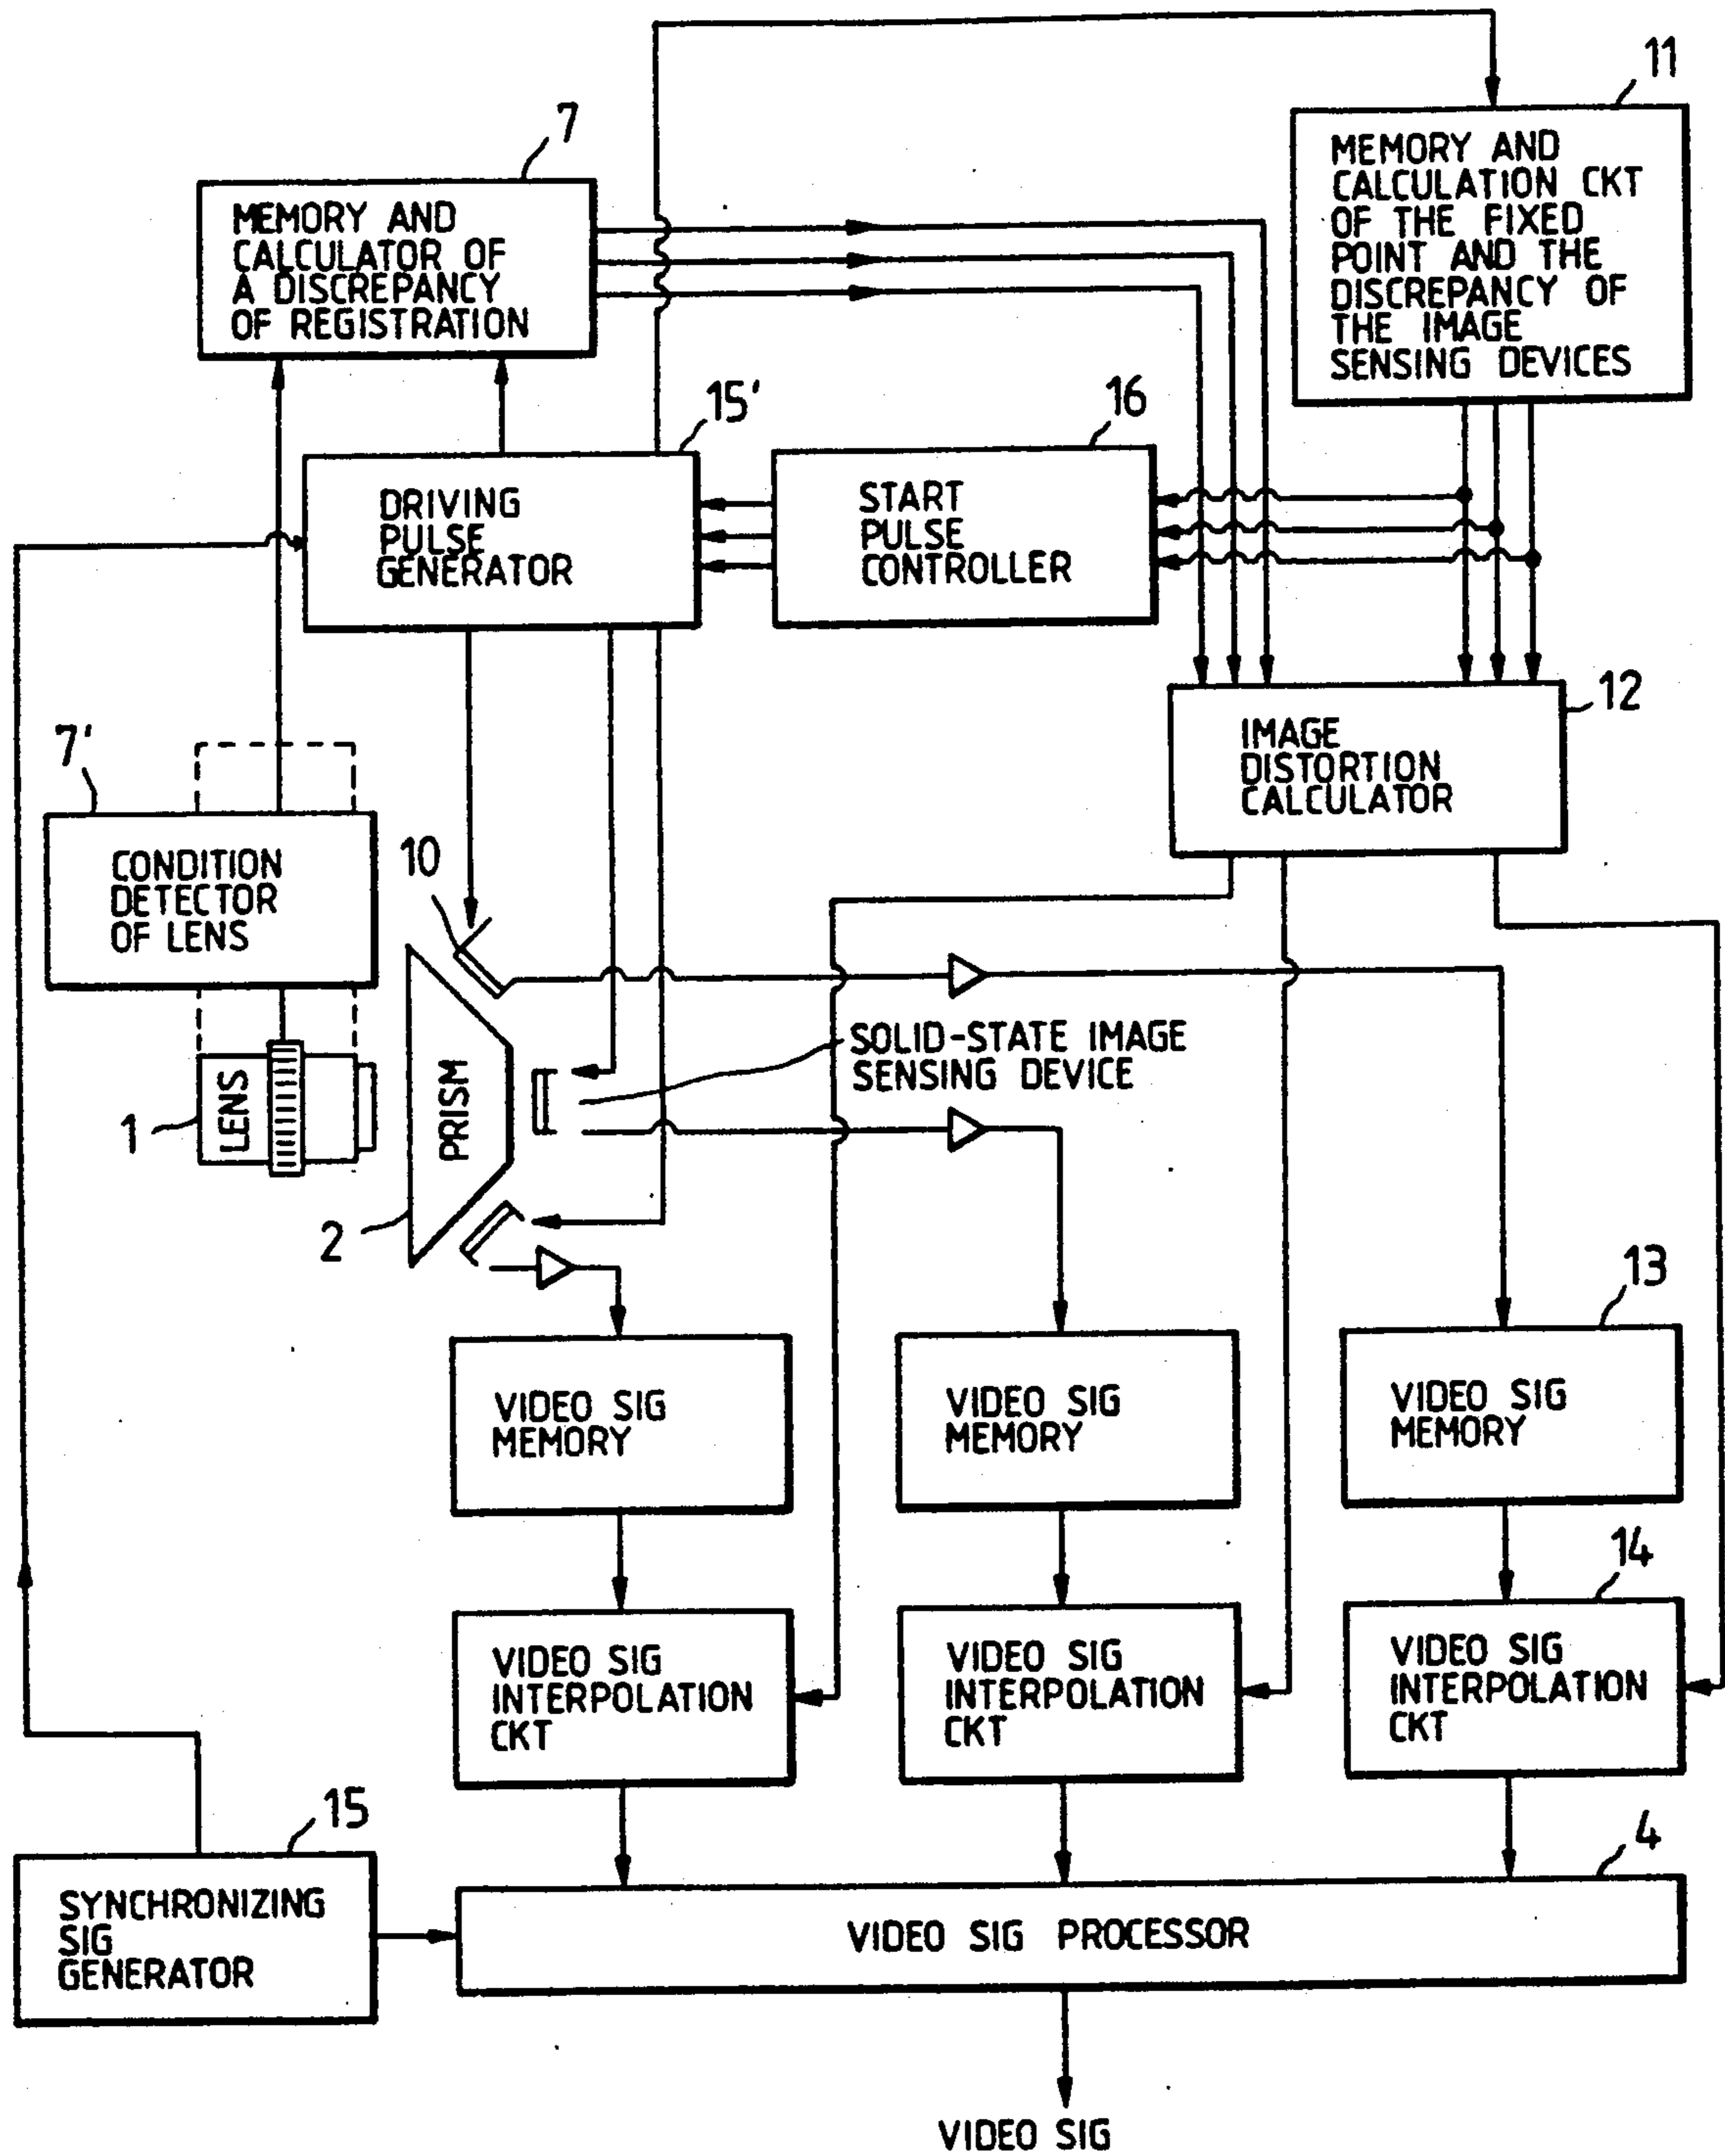 11
MEMORY AND
CALCULATION CKT
OF THE FIXED
POINT AND THE
DISCREPANCY OF
THE IMAGE
SENSING DEVICES
7
MEMORY AND
CALCULATOR OF
A DISCREPANCY
OF REGISTRATION
15'
DRIVING
PULSE
GENERATOR
16
START
PULSE
CONTROLLER
12
IMAGE
DISTORTION
CALCULATOR
7'
CONDITION
DETECTOR
OF LENS
10
SOLID-STATE IMAGE
SENSING DEVICE
1
LENS
PRISM
2
VIDEO SIG
MEMORY
VIDEO SIG
MEMORY
13
VIDEO SIG
MEMORY
VIDEO SIG
INTERPOLATION
CKT
VIDEO SIG
INTERPOLATION
CKT
14
VIDEO SIG
INTERPOLATION
CKT
15
SYNCHRONIZING
SIG
GENERATOR
4
VIDEO SIG PROCESSOR
VIDEO SIG